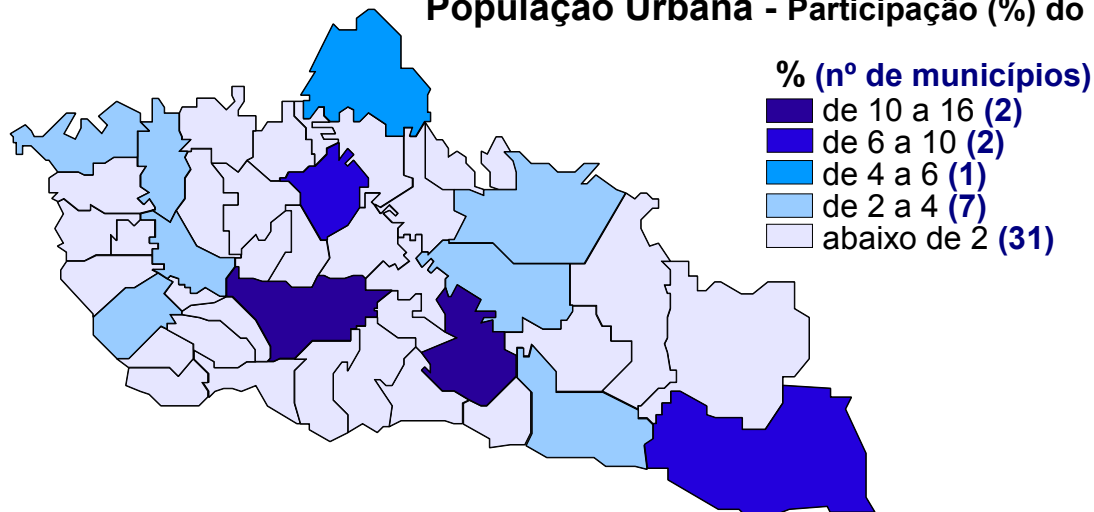 População Urbana - Participação (%) do
% (nº de municípios)
de 10 a 16 (2)
de 6 a 10 (2)
de 4 a 6 (1)
de 2 a 4 (7)
abaixo de 2 (31)